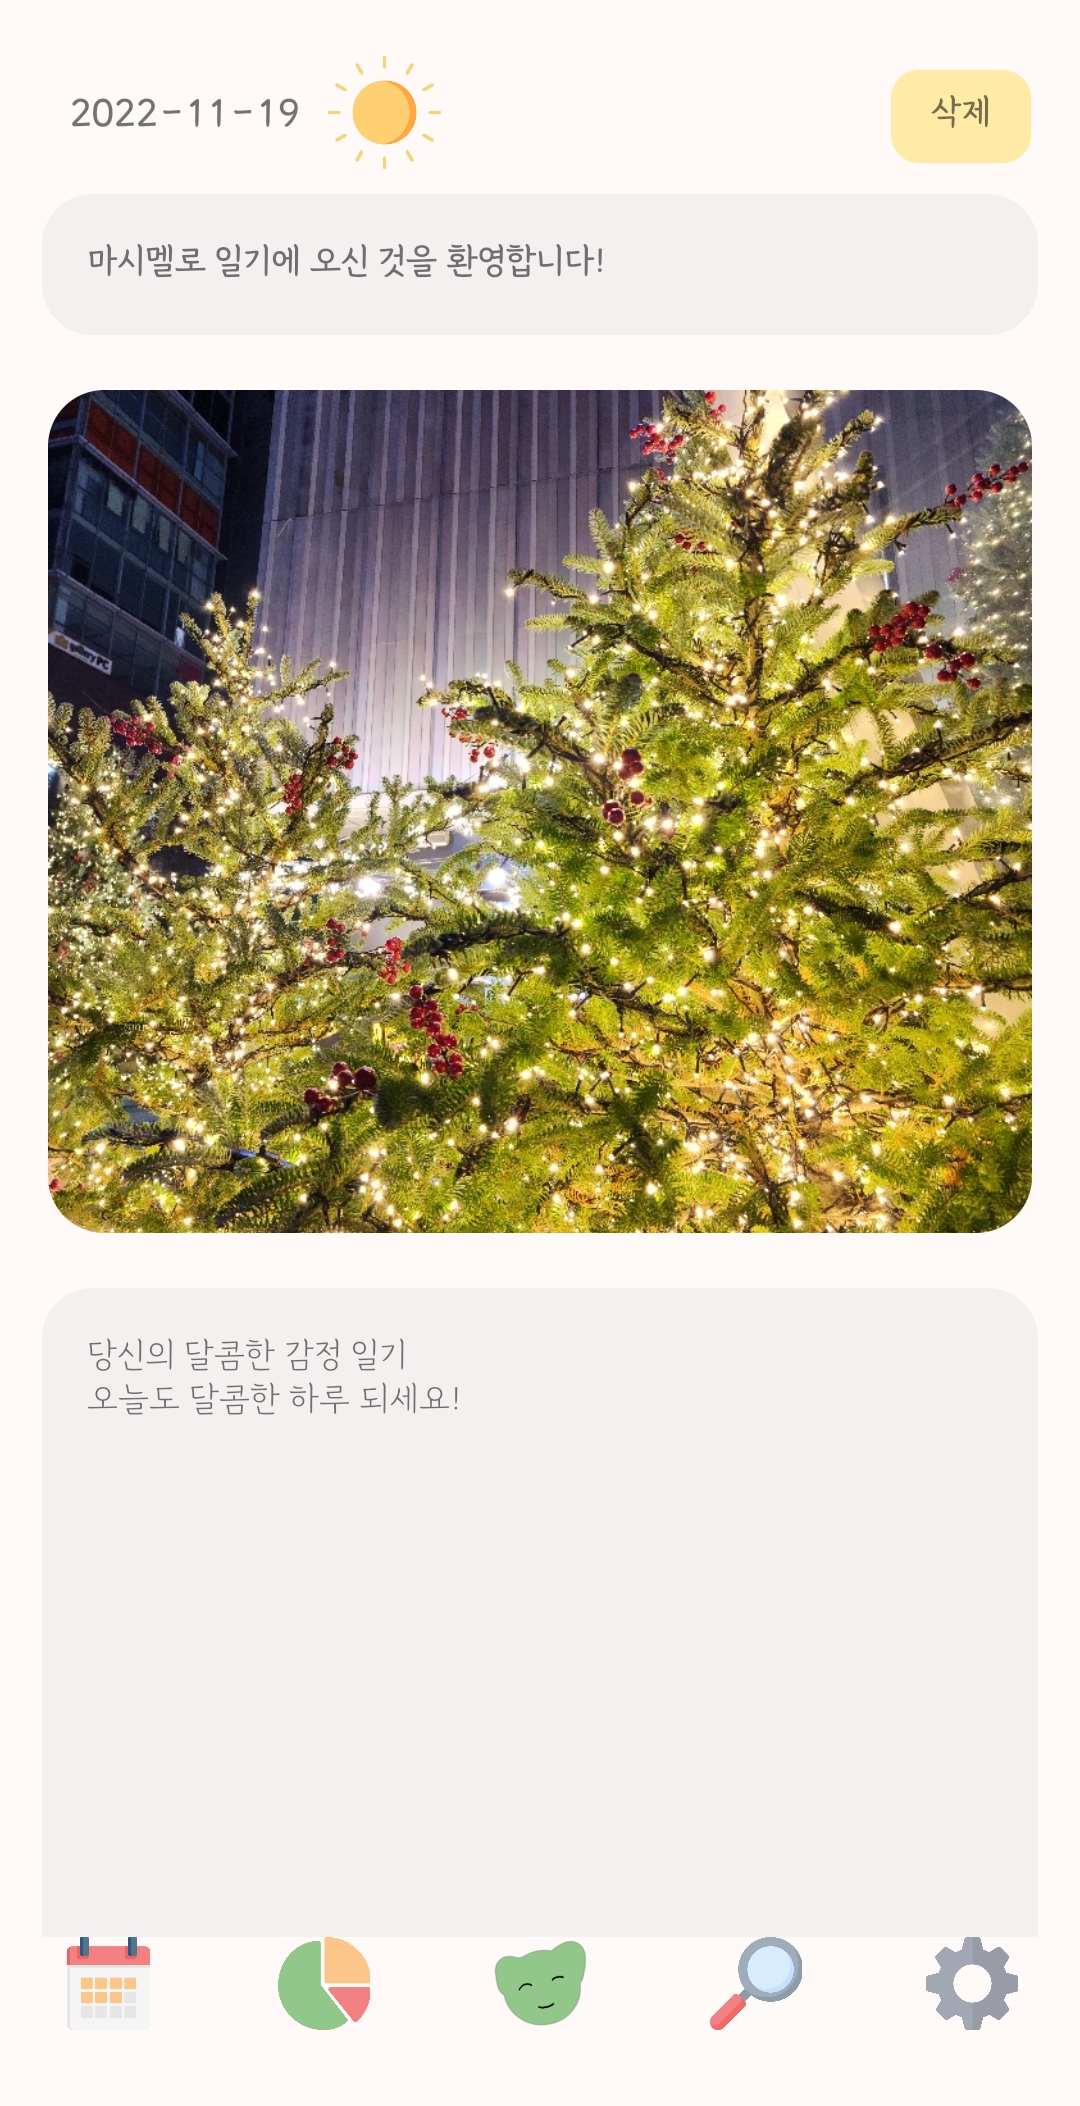 2022-11-19
삭제
마시멜로 일기에 오신 것을 환영합니다!
당신의 달콤한 감정 일기
오늘도 달콤한 하루 되세요!